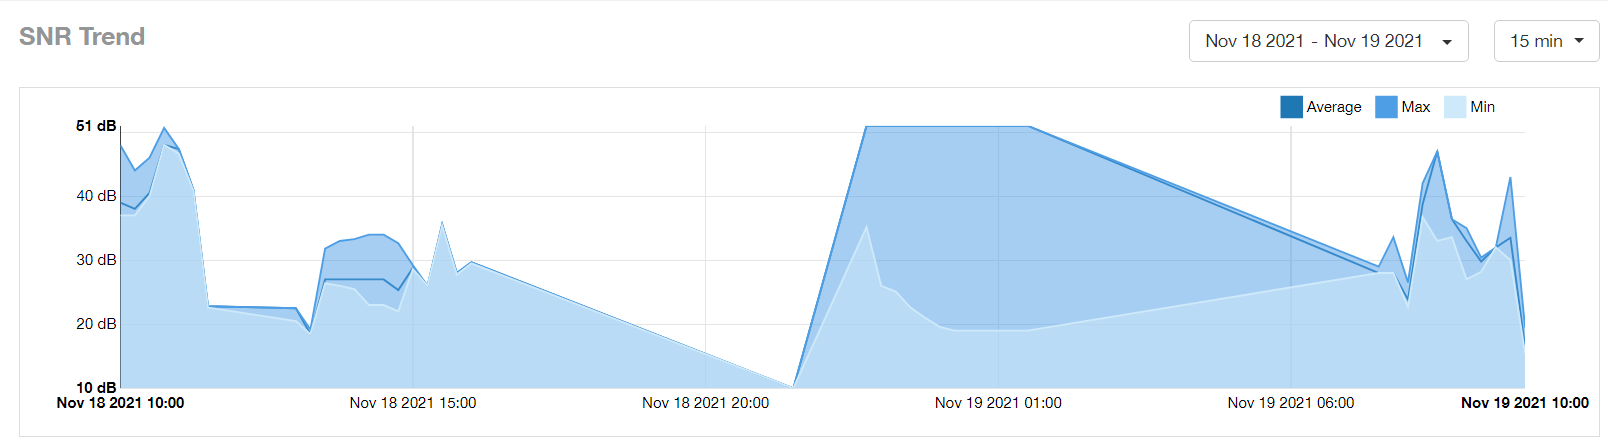 SNR Trend
Nov 18 2021 - Nov 19 2021
15 min
Average Max Min
51 dB
40 dB
30 dB
20 dB
10 dB
Nov 18 2021 10:00 Nov 18 2021 15:00 Nov 18 2021 20:00 Nov 19 2021 01:00 Nov 19 2021 06:00 Nov 19 2021 10:00